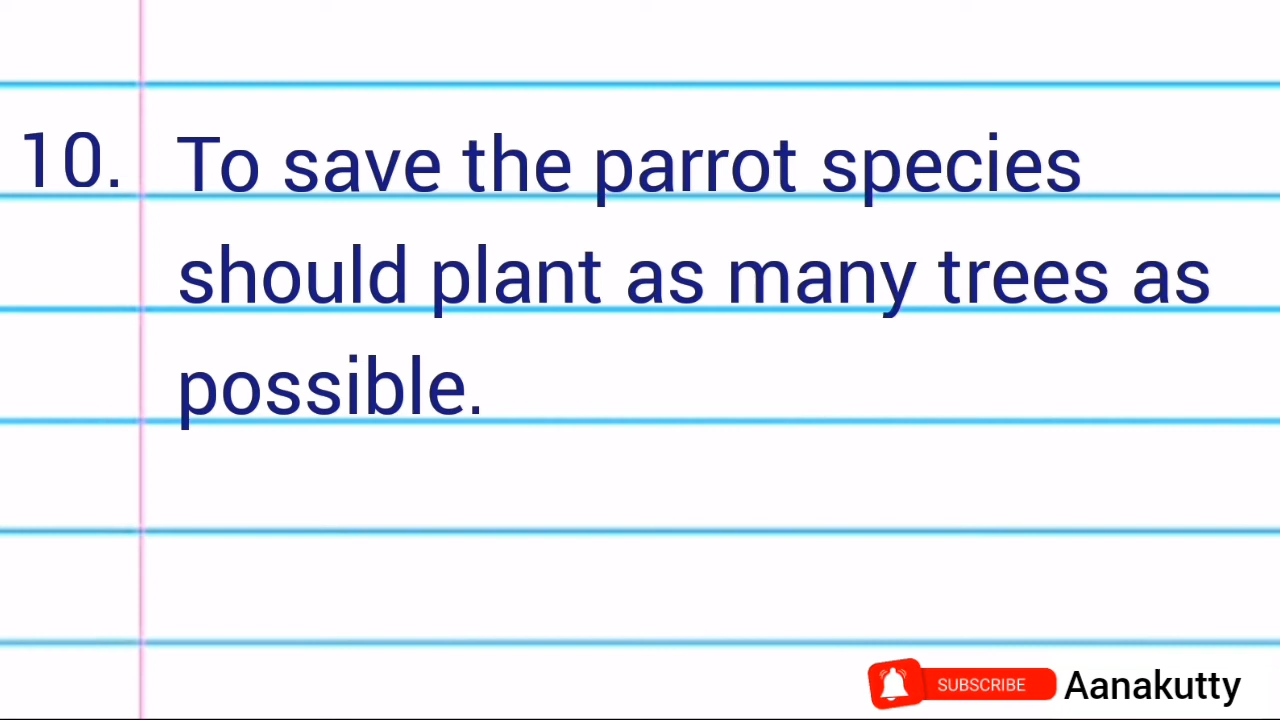 10. To save the parrot species
should plant as many trees as
possible.
SUBSCRIBE Aanakutty